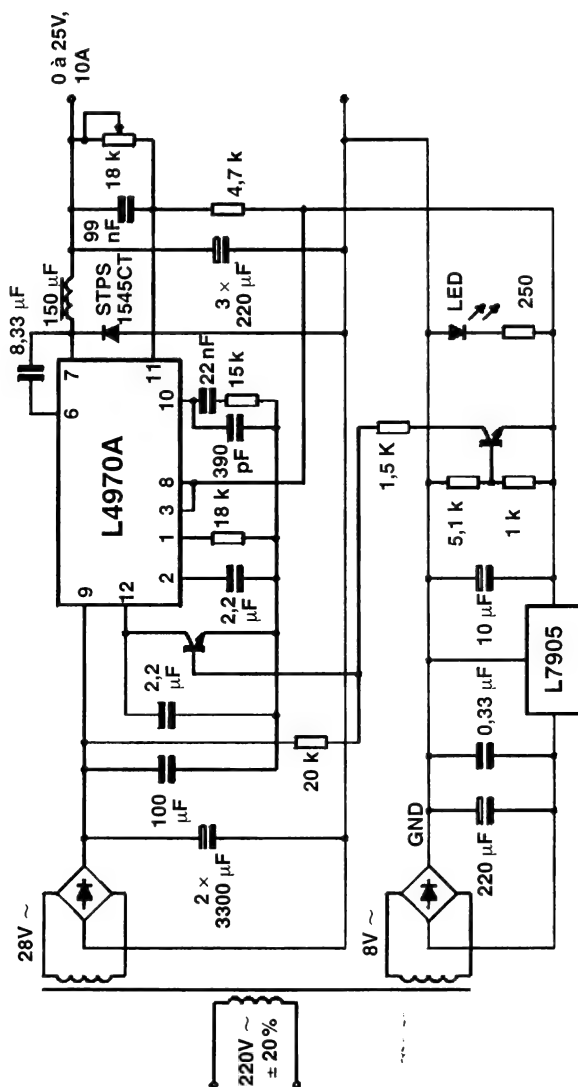 0 à 25V,
10A
18 k
4,7 k
99
nF
3 ×
220 µF
150 µF
STPS
1545CT
8,33 µF
7
6
11
10
22 nF
15k
390
pF
8
3
18 k
1
2
2,2
µF
L4970A
9
12
2,2
µF
20 k
100
µF
2 ×
3300 µF
28V ~
220V ~
± 20%
LED
250
1,5 K
5,1 k
1 k
10 µF
L7905
0,33 µF
220 µF
GND
8V ~